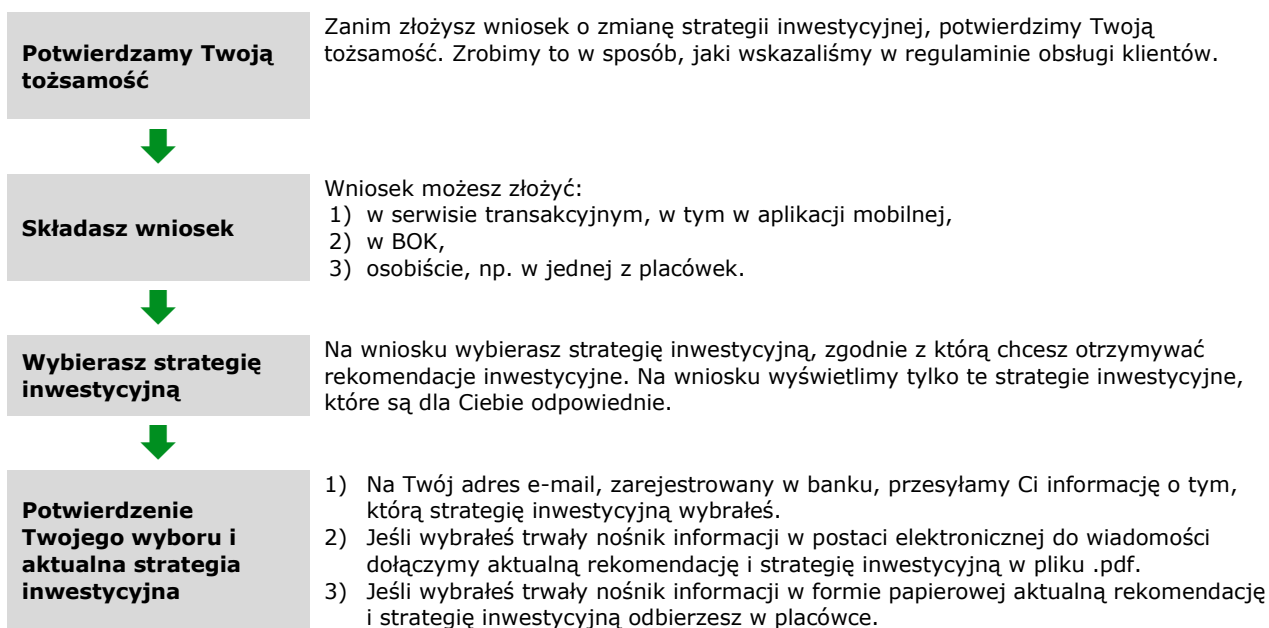 Potwierdzamy Twoją
tożsamość
Zanim złożysz wniosek o zmianę strategii inwestycyjnej, potwierdzimy Twoją
tożsamość. Zrobimy to w sposób, jaki wskazaliśmy w regulaminie obsługi klientów.
Składasz wniosek
Wniosek możesz złożyć:
1) w serwisie transakcyjnym, w tym w aplikacji mobilnej,
2) w BOK,
3) osobiście, np. w jednej z placówek.
Wybierasz strategię
inwestycyjną
Na wniosku wybierasz strategię inwestycyjną, zgodnie z którą chcesz otrzymywać
rekomendacje inwestycyjne. Na wniosku wyświetlimy tylko te strategie inwestycyjne,
które są dla Ciebie odpowiednie.
Potwierdzenie
Twojego wyboru i
aktualna strategia
inwestycyjna
1) Na Twój adres e-mail, zarejestrowany w banku, przesyłamy Ci informację o tym,
którą strategię inwestycyjną wybrałeś.
2) Jeśli wybrałeś trwały nośnik informacji w postaci elektronicznej do wiadomości
dołączymy aktualną rekomendację i strategię inwestycyjną w pliku .pdf.
3) Jeśli wybrałeś trwały nośnik informacji w formie papierowej aktualną rekomendację
i strategię inwestycyjną odbierzesz w placówce.